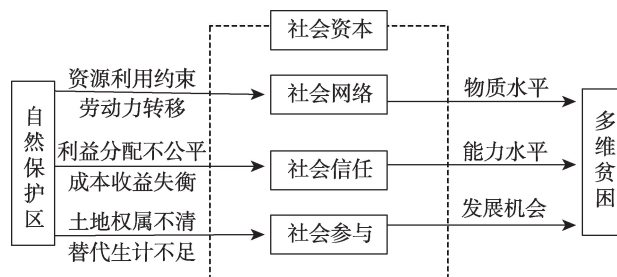 社会资本
自然保护区
资源利用约束
劳动力转移
社会网络
物质水平
利益分配不公平
成本收益失衡
社会信任
能力水平
土地权属不清
替代生计不足
社会参与
发展机会
多维贫困